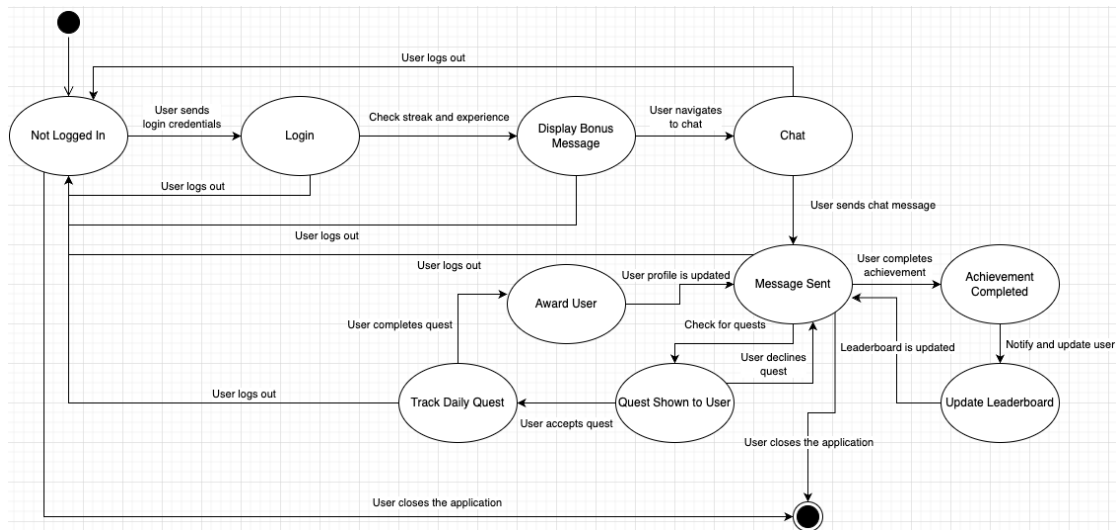 User logs out
Not Logged In
User sends
login credentials
Login
Check streak and experience
Display Bonus
Message
User navigates
to chat
Chat
User logs out
User sends chat message
User logs out
User logs out
User completes
achievement
User profile is updated
Message Sent
Achievement
Completed
Award User
User completes quest
Check for quests
User declines
quest
Leaderboard is updated
Notify and update user
User logs out
Track Daily Quest
Quest Shown to User
Update Leaderboard
User accepts quest
User closes the application
User closes the application